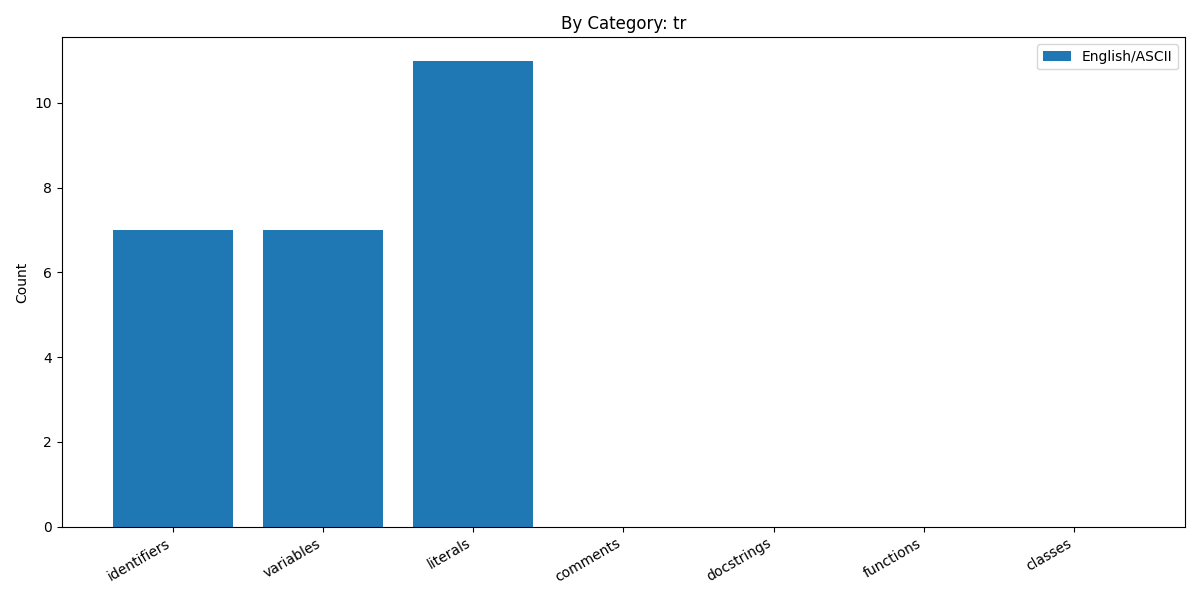 By Category: tr
English/ASCII
Count
10
8
6
4
2
0
identifiers
variables
literals
comments
docstrings
functions
classes